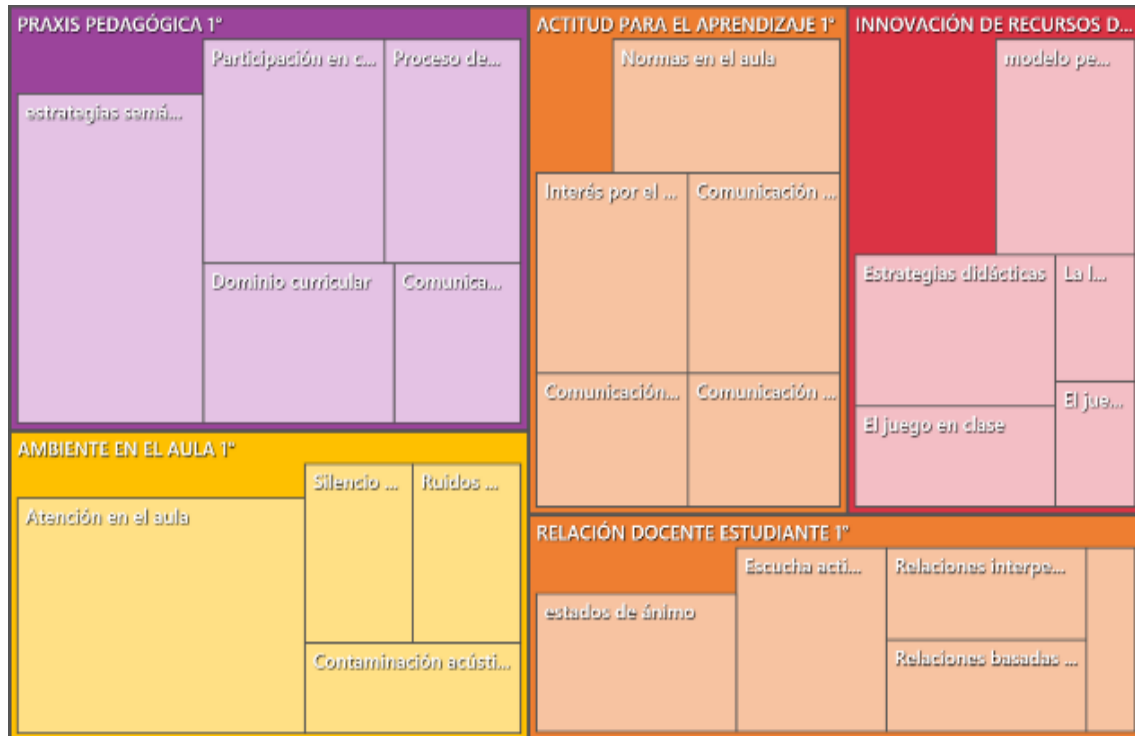 PRAXIS PEDAGÓGICA 1°
Participación en c...
Proceso de...
estrategias semá...
Dominio curricular
Comunica...
ACTITUD PARA EL APRENDIZAJE 1°
Normas en el aula
Interés por el ...
Comunicación ...
Comunicación...
Comunicación ...
INNOVACIÓN DE RECURSOS D...
modelo pe...
Estrategias didácticas
La l...
El juego en clase
El jue...
AMBIENTE EN EL AULA 1°
Silencio ...
Ruidos ...
Atención en el aula
Contaminación acústi...
RELACIÓN DOCENTE ESTUDIANTE 1°
Escucha acti...
Relaciones interpe...
estados de ánimo
Relaciones basadas ...